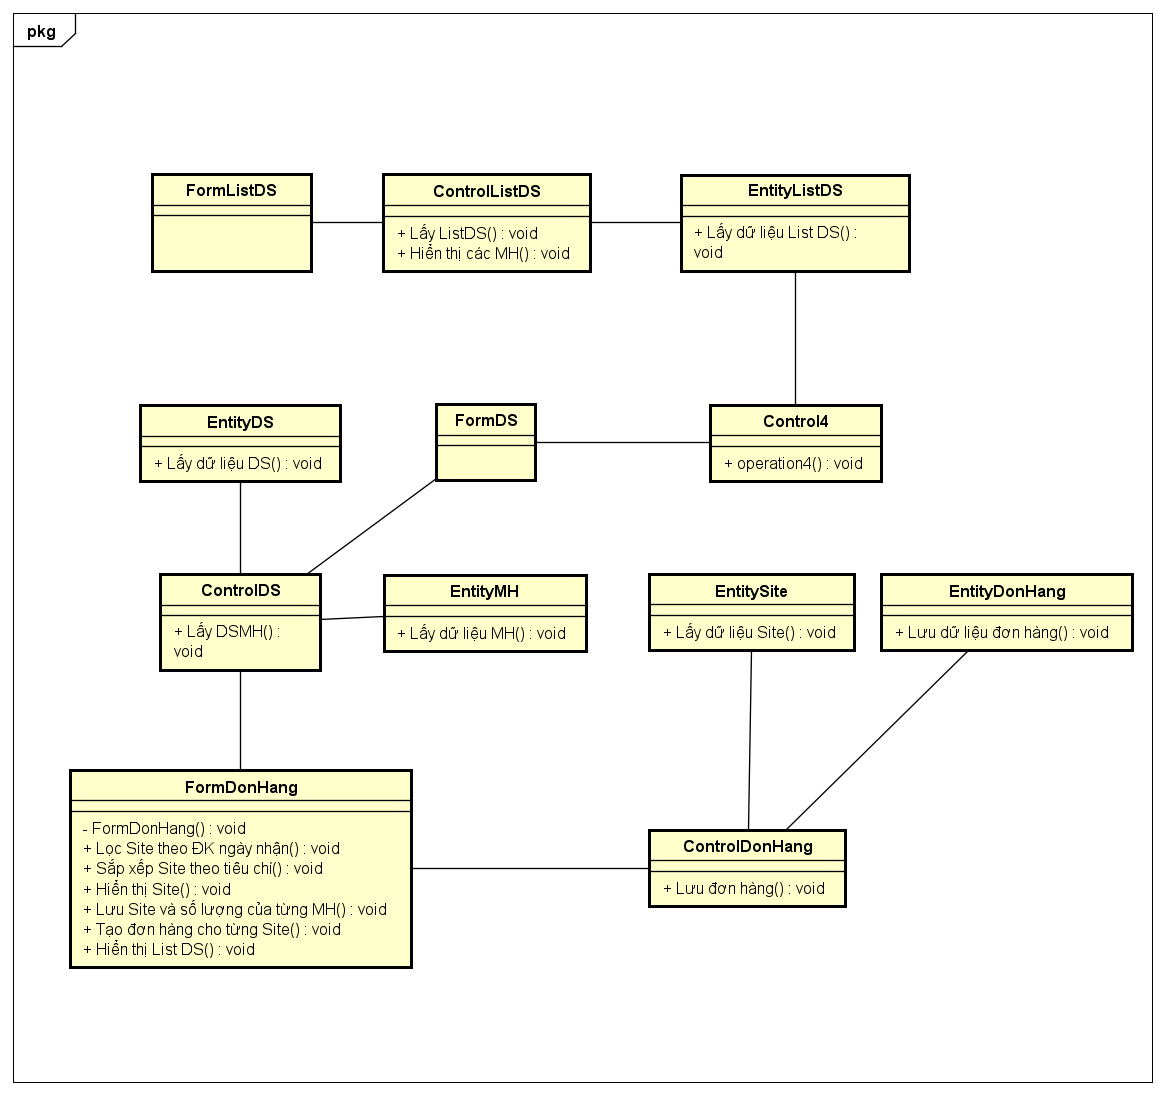 pkg
FormListDS
ControlListDS
+ Lấy ListDS() : void
+ Hiển thị các MH() : void
EntityListDS
+ Lấy dữ liệu List DS() :
void
EntityDS
+ Lấy dữ liệu DS() : void
FormDS
Control4
+ operation4() : void
ControlDS
+ Lấy DSMH() :
void
EntityMH
+ Lấy dữ liệu MH() : void
EntitySite
+ Lấy dữ liệu Site() : void
EntityDonHang
+ Lưu dữ liệu đơn hàng() : void
FormDonHang
- FormDonHang() : void
+ Lọc Site theo ĐK ngày nhận() : void
+ Sắp xếp Site theo tiêu chí() : void
+ Hiển thị Site() : void
+ Lưu Site và số lượng của từng MH() : void
+ Tạo đơn hàng cho từng Site() : void
+ Hiển thị List DS() : void
ControlDonHang
+ Lưu đơn hàng() : void